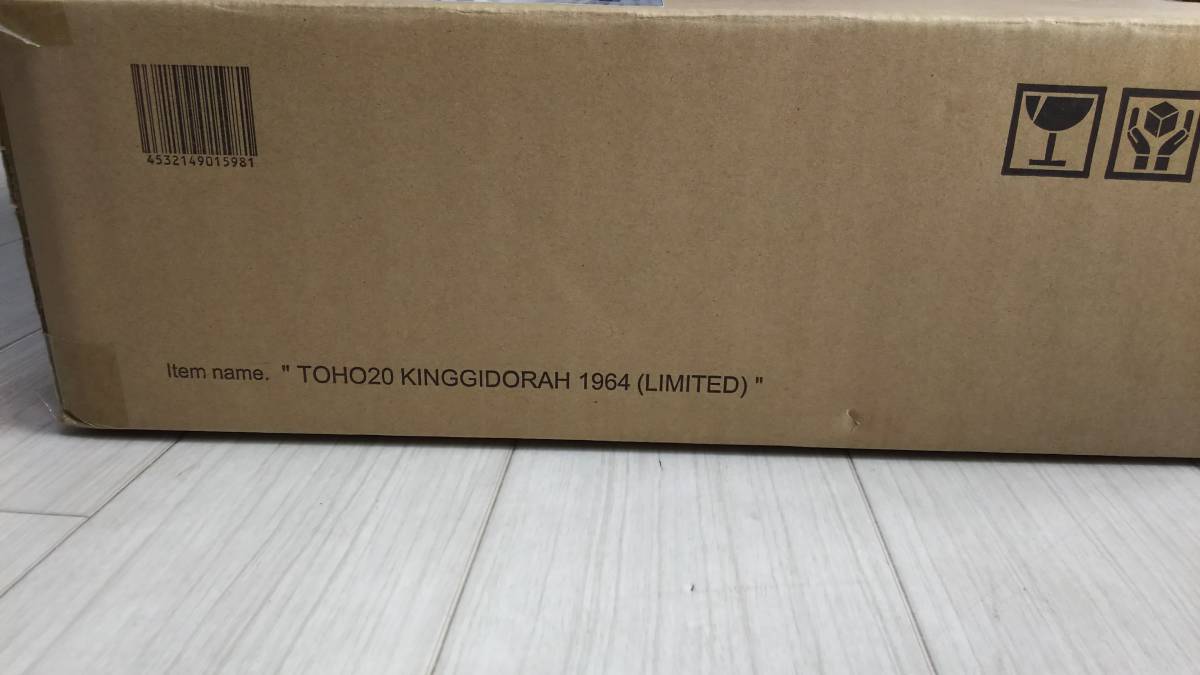 4532149015981
Item name. " TOHO20 KINGGIDORAH 1964 (LIMITED) "